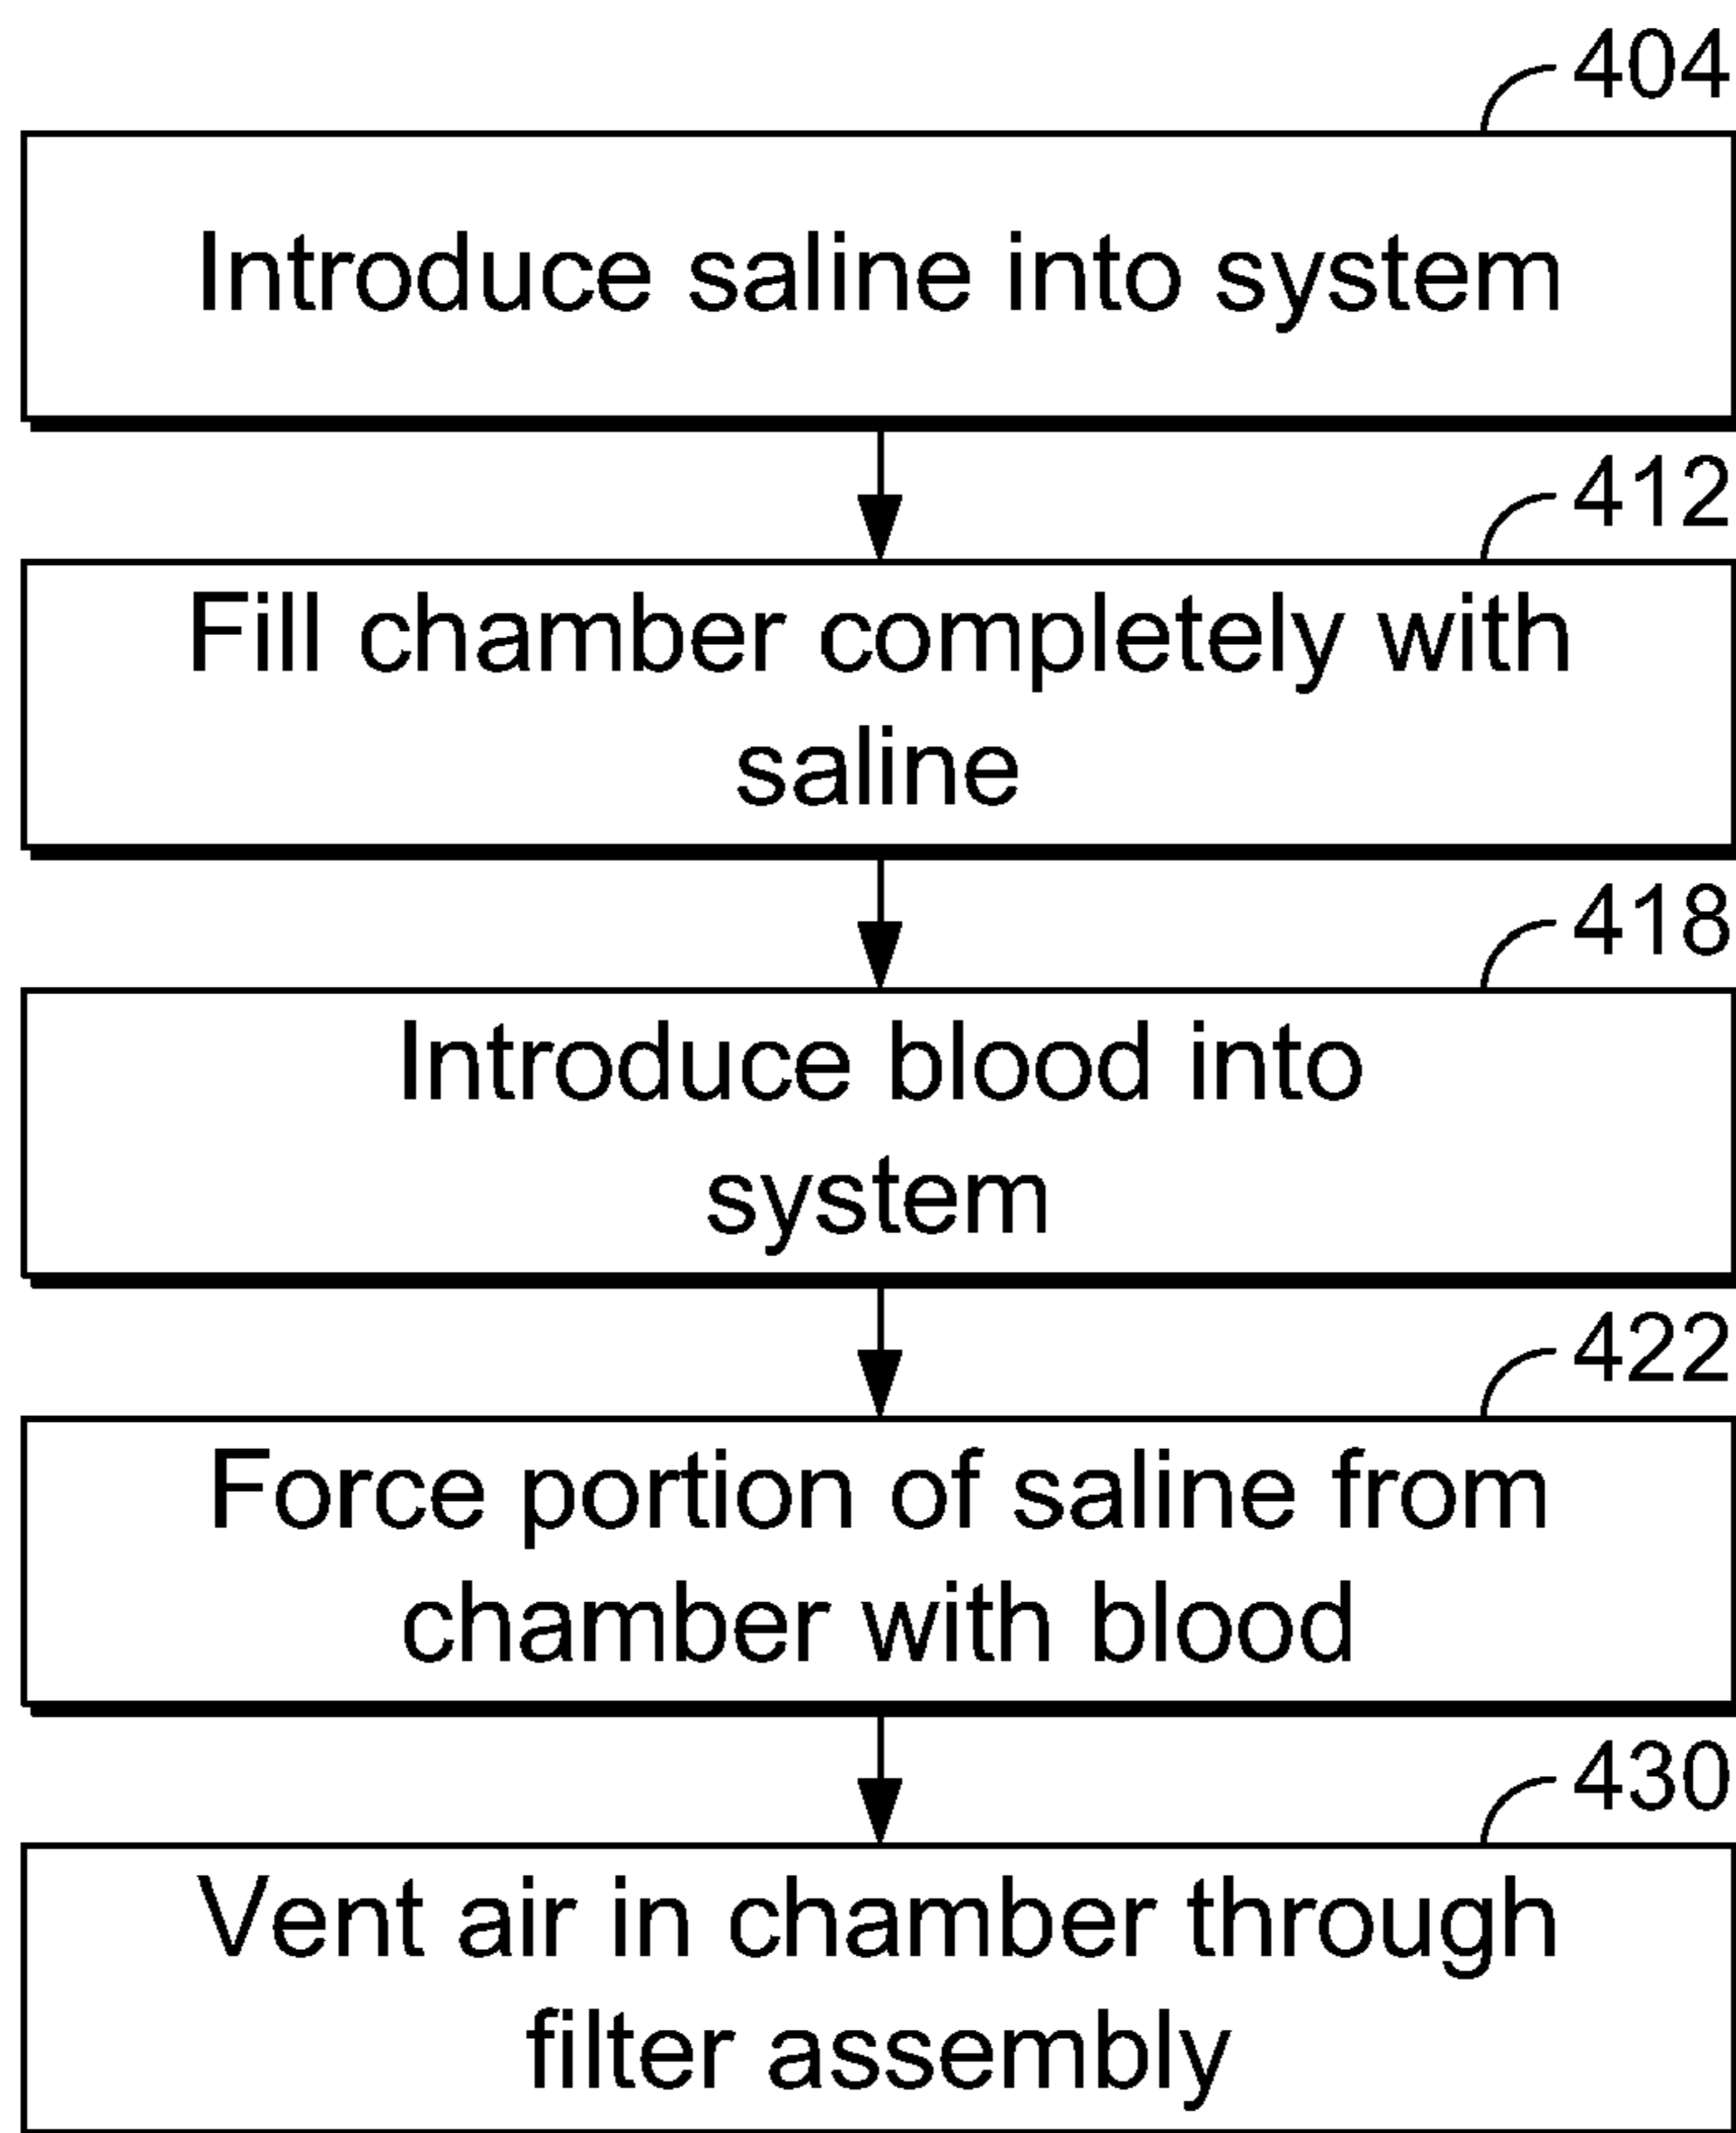 404
Introduce saline into system
412
Fill chamber completely with
saline
418
Introduce blood into
system
422
Force portion of saline from
chamber with blood
430
Vent air in chamber through
filter assembly